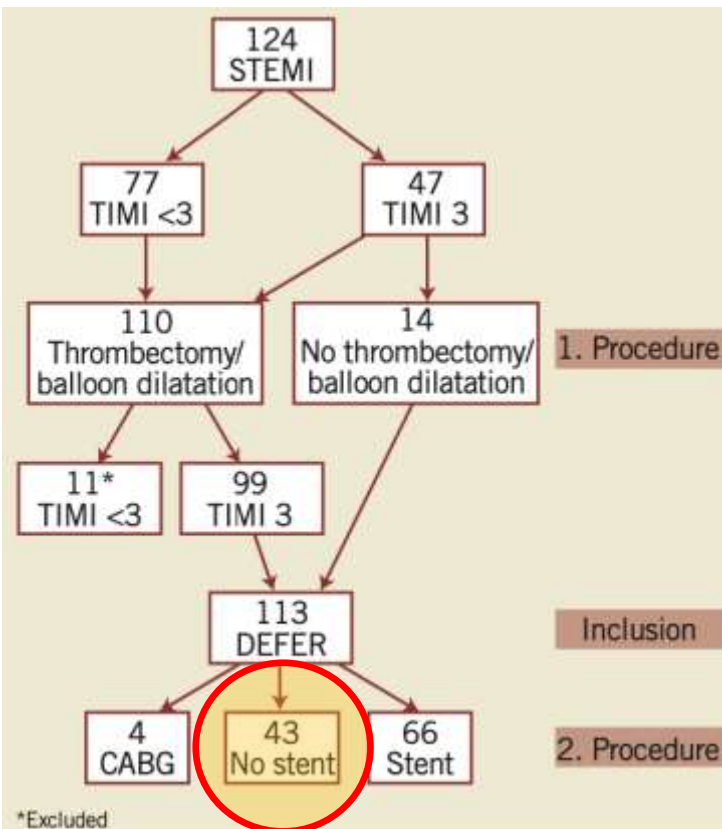 124
STEMI
77
TIMI <3
47
TIMI 3
110
Thrombectomy/
balloon dilatation
14
No thrombectomy/
balloon dilatation
1. Procedure
11*
TIMI <3
99
TIMI 3
113
DEFER
Inclusion
4
CABG
43
No stent
66
Stent
2. Procedure
*Excluded